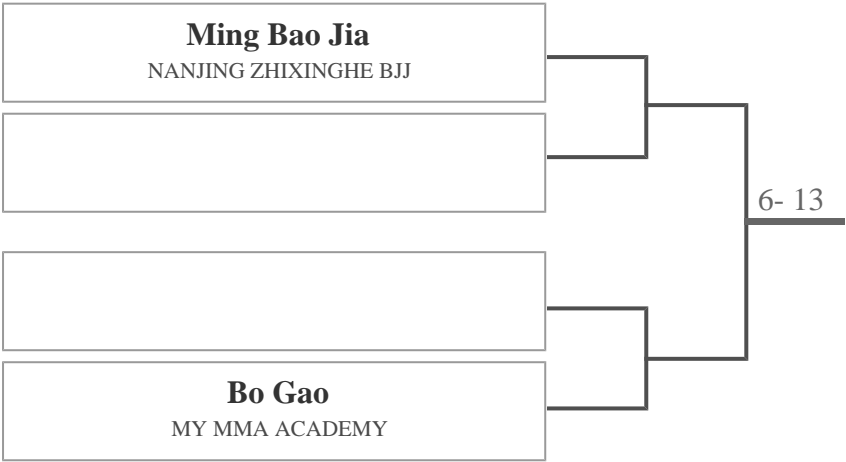 Ming Bao Jia
NANJING ZHIXINGHE BJJ
6- 13
Bo Gao
MY MMA ACADEMY